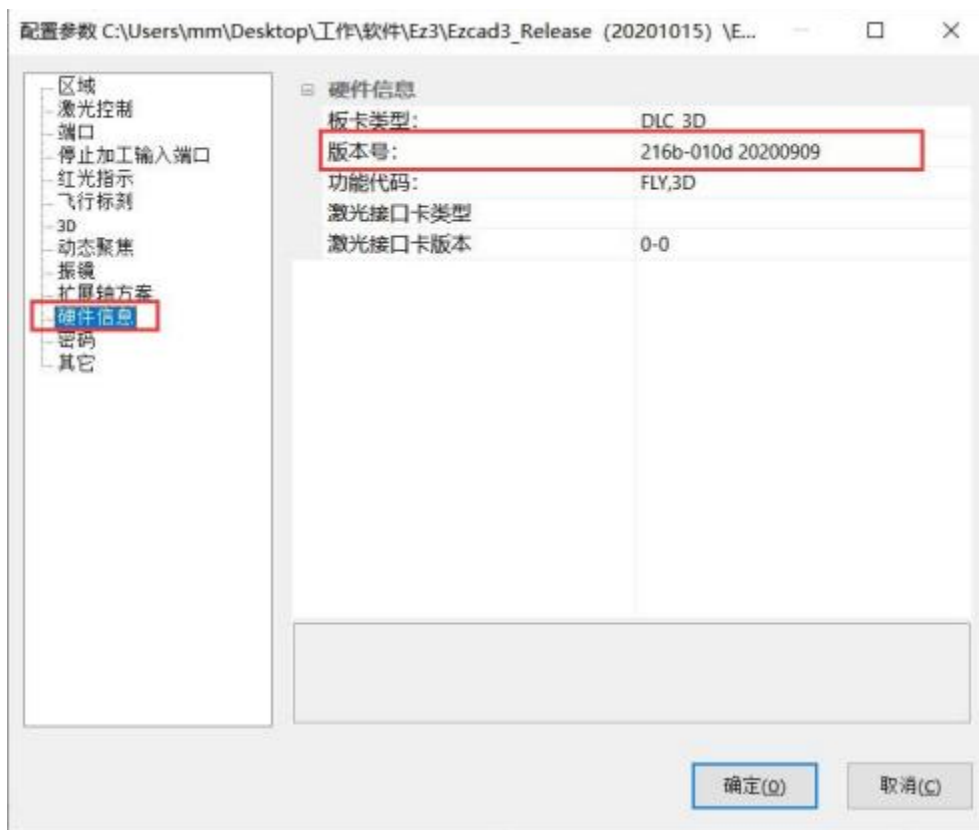 配置参数 C:\Users\mm\Desktop\工作\软件\Ez3\Ezcad3_Release (20201015) \E...
区域
激光控制
端口
停止加工输入端口
红光指示
飞行标刻
3D
动态聚焦
振镜
扩展轴方案
硬件信息
密码
其它
硬件信息
板卡类型: DLC 3D
版本号: 216b-010d 20200909
功能代码: FLY,3D
激光接口卡类型
激光接口卡版本 0-0
确定(O) 取消(C)